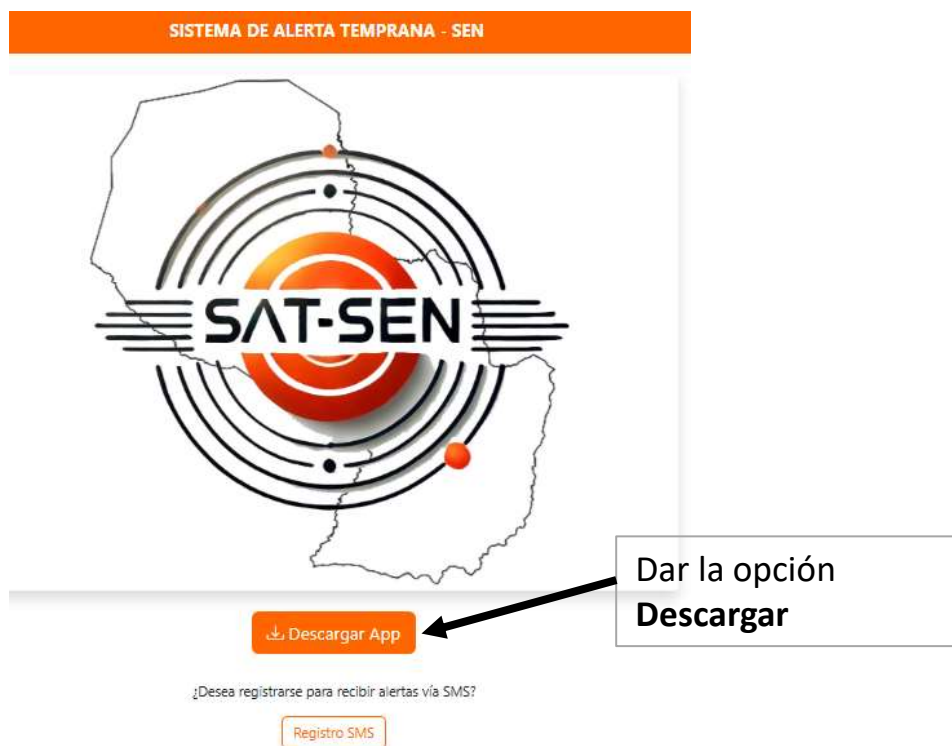 SISTEMA DE ALERTA TEMPRANA - SEN
SAT-SEN
Dar la opción
Descargar
Descargar App
¿Desea registrarse para recibir alertas vía SMS?
Registro SMS